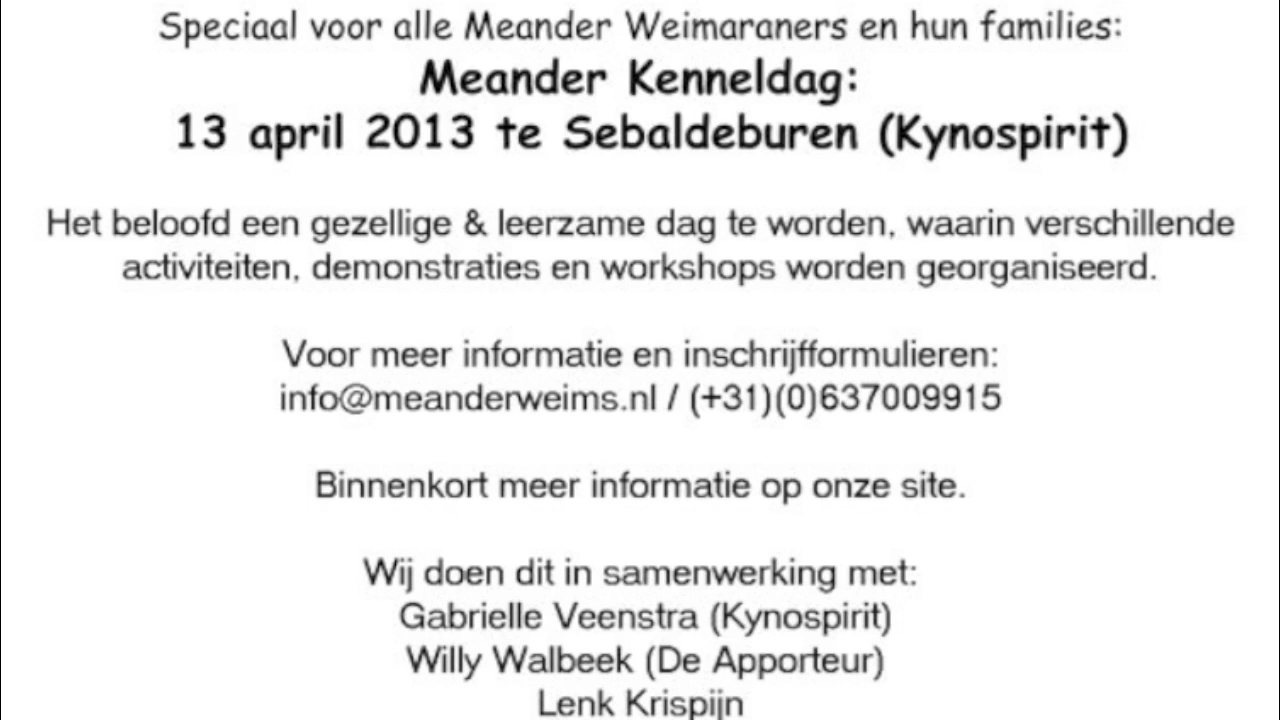 Speciaal voor alle Meander Weimaraners en hun families:
Meander Kenneldag:
13 april 2013 te Sebaldeburen (Kynospirit)
Het beloofd een gezellige & leerzame dag te worden, waarin verschillende
activiteiten, demonstraties en workshops worden georganiseerd.
Voor meer informatie en inschrijfformulieren:
info@meanderweims.nl / (+31)(0)637009915
Binnenkort meer informatie op onze site.
Wij doen dit in samenwerking met:
Gabrielle Veenstra (Kynospirit)
Willy Walbeek (De Apporteur)
Lenk Krispijn